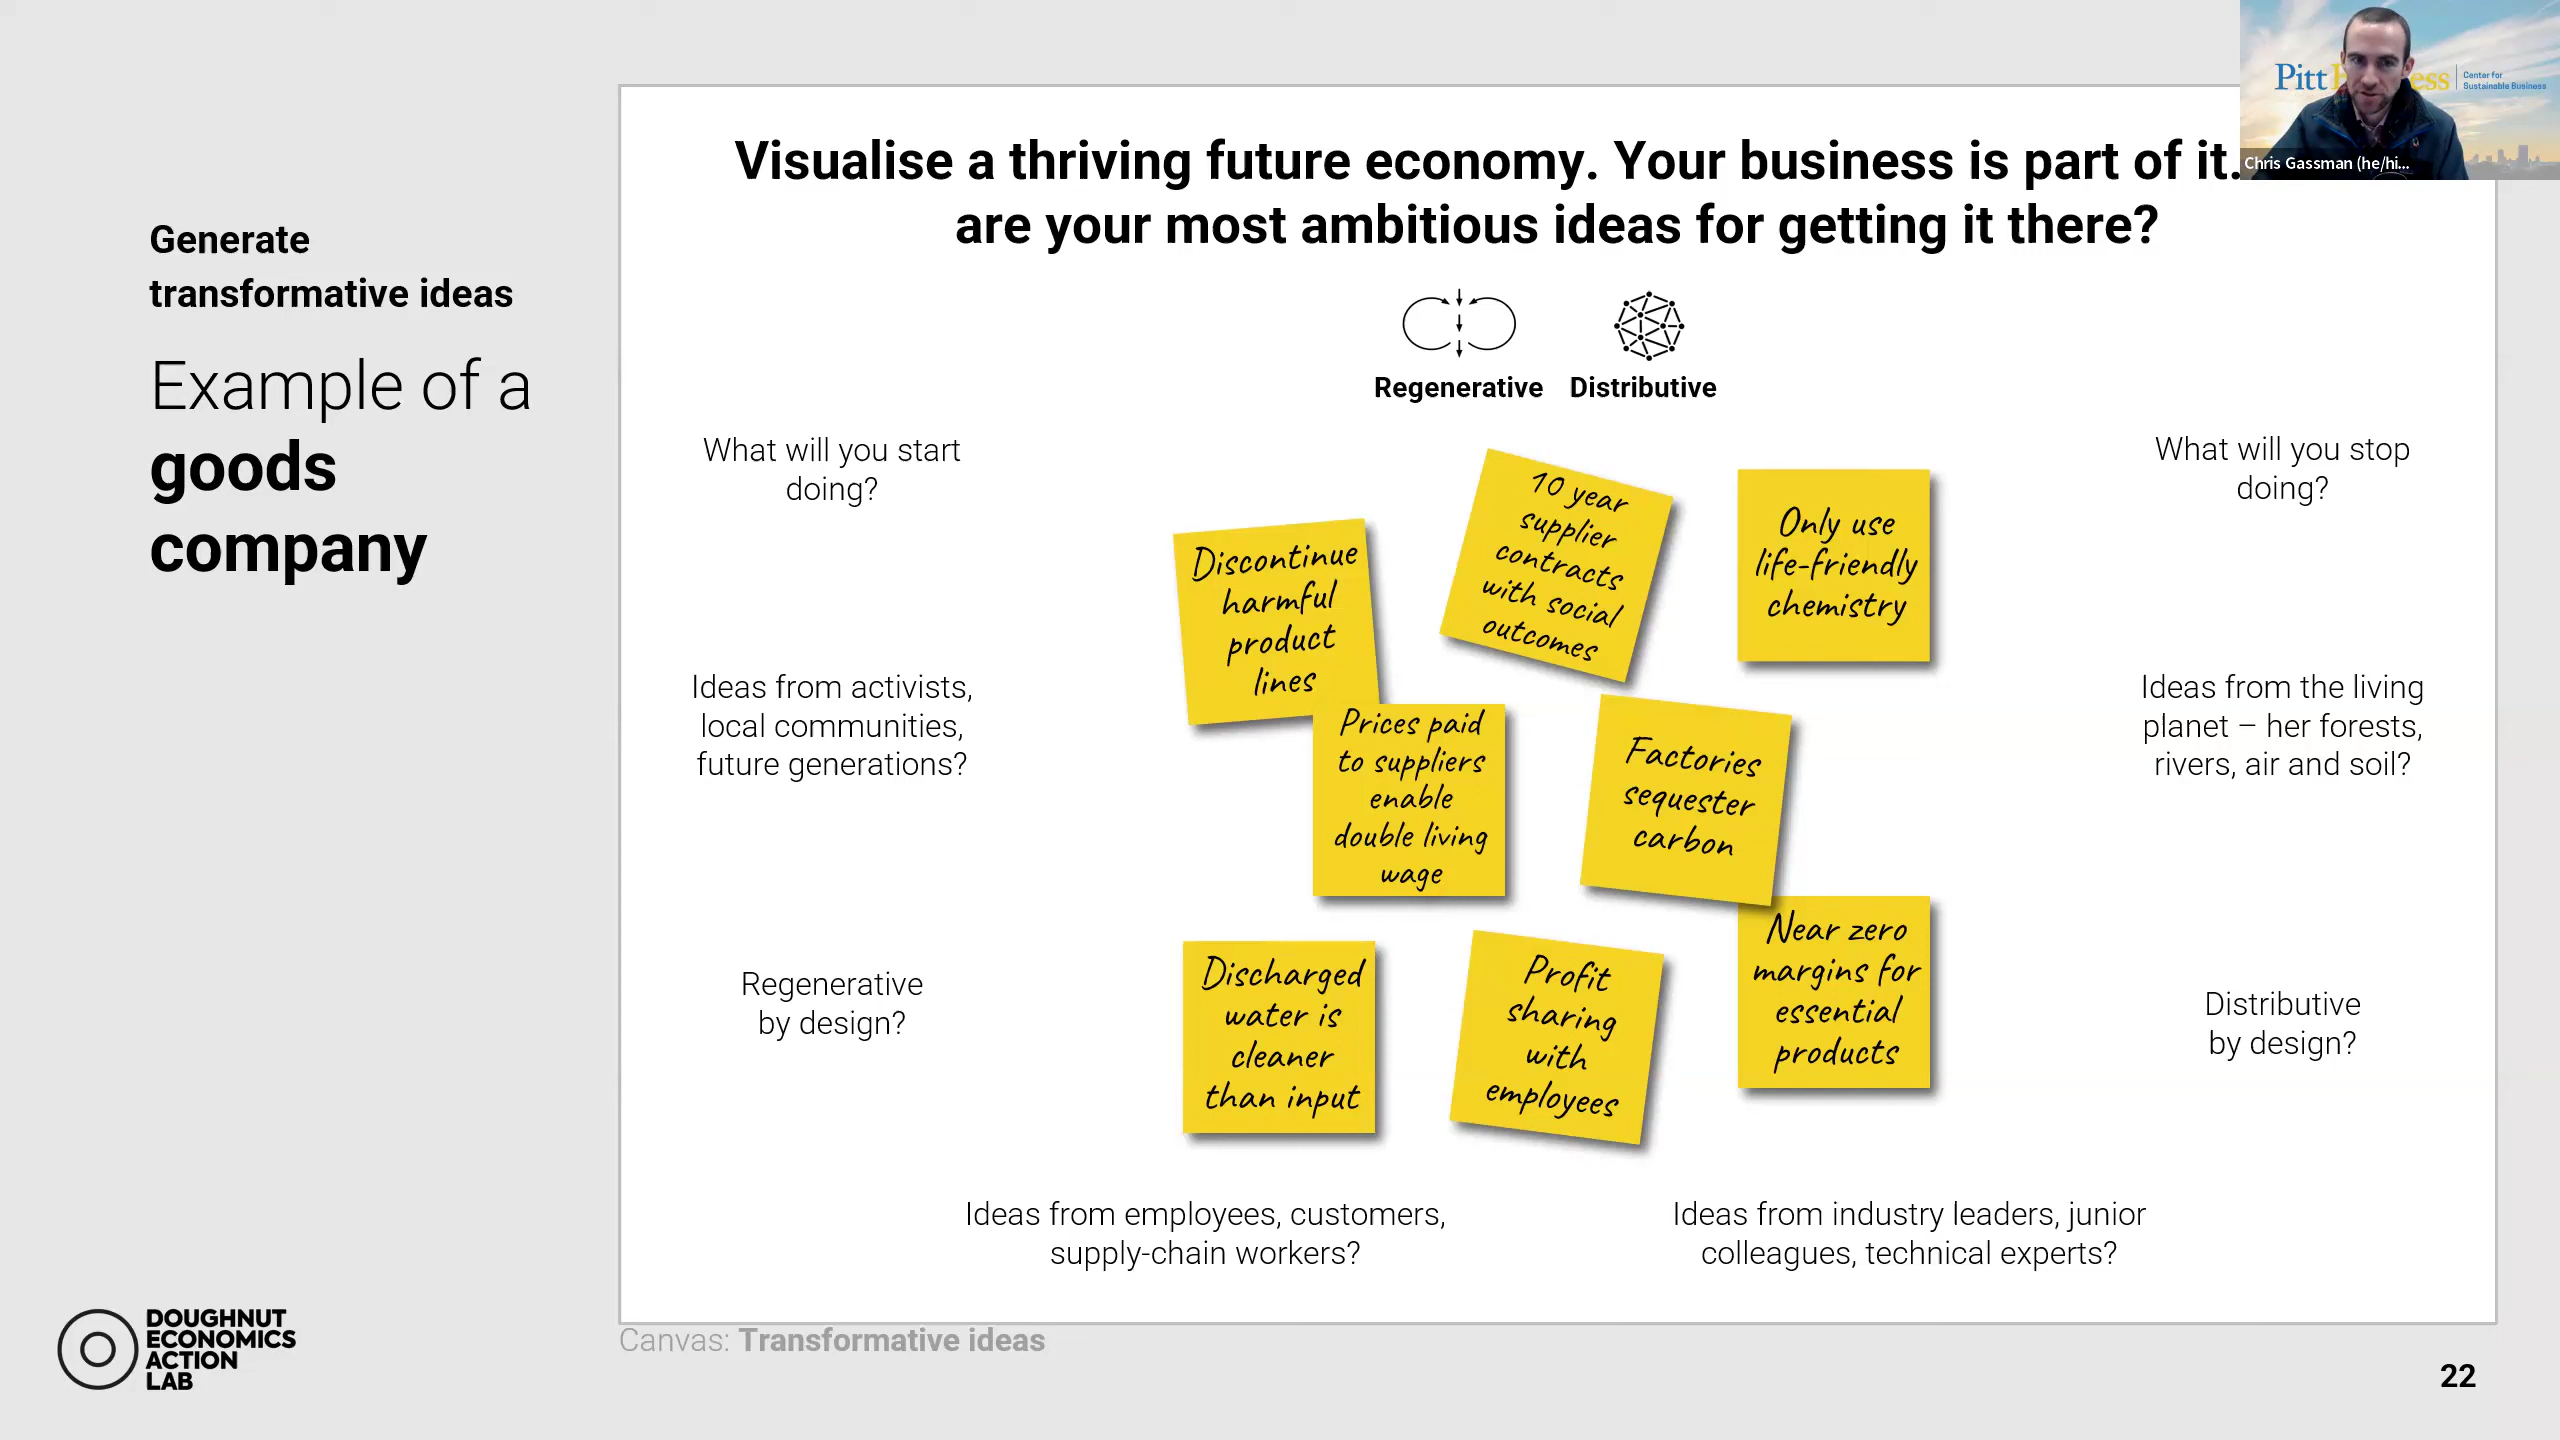 Generate
transformative ideas
Example of a
goods
company
Visualise a thriving future economy. Your business is part of it.
are your most ambitious ideas for getting it there?
Regenerative
Distributive
What will you start
doing?
Ideas from activists,
local communities,
future generations?
Regenerative
by design?
Discontinue
harmful
product
lines
10 year
supplier
contracts
with social
outcomes
Only use
life-friendly
chemistry
Prices paid
to suppliers
enable
double living
wage
Factories
sequester
carbon
Discharged
water is
cleaner
than input
Profit
sharing
with
employees
Near zero
margins for
essential
products
What will you stop
doing?
Ideas from the living
planet – her forests,
rivers, air and soil?
Distributive
by design?
Ideas from employees, customers,
supply-chain workers?
Ideas from industry leaders, junior
colleagues, technical experts?
Canvas: Transformative ideas
DOUGHNUT
ECONOMICS
ACTION
LAB
22
Pitt
ess
Center for
Sustainable Business
Chris Gassman (he/hi...